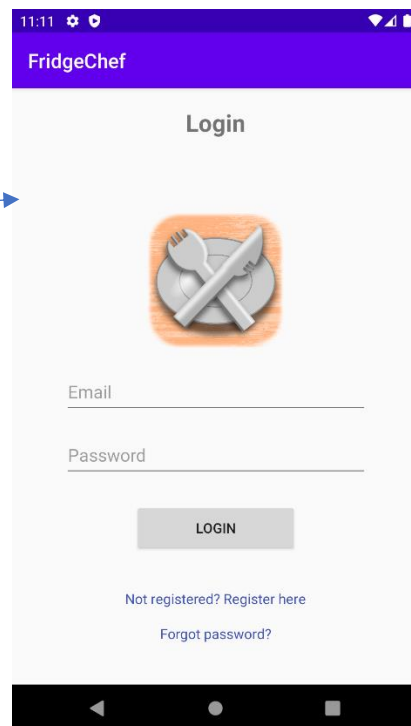 11:11
FridgeChef
Login
Email
Password
LOGIN
Not registered? Register here
Forgot password?